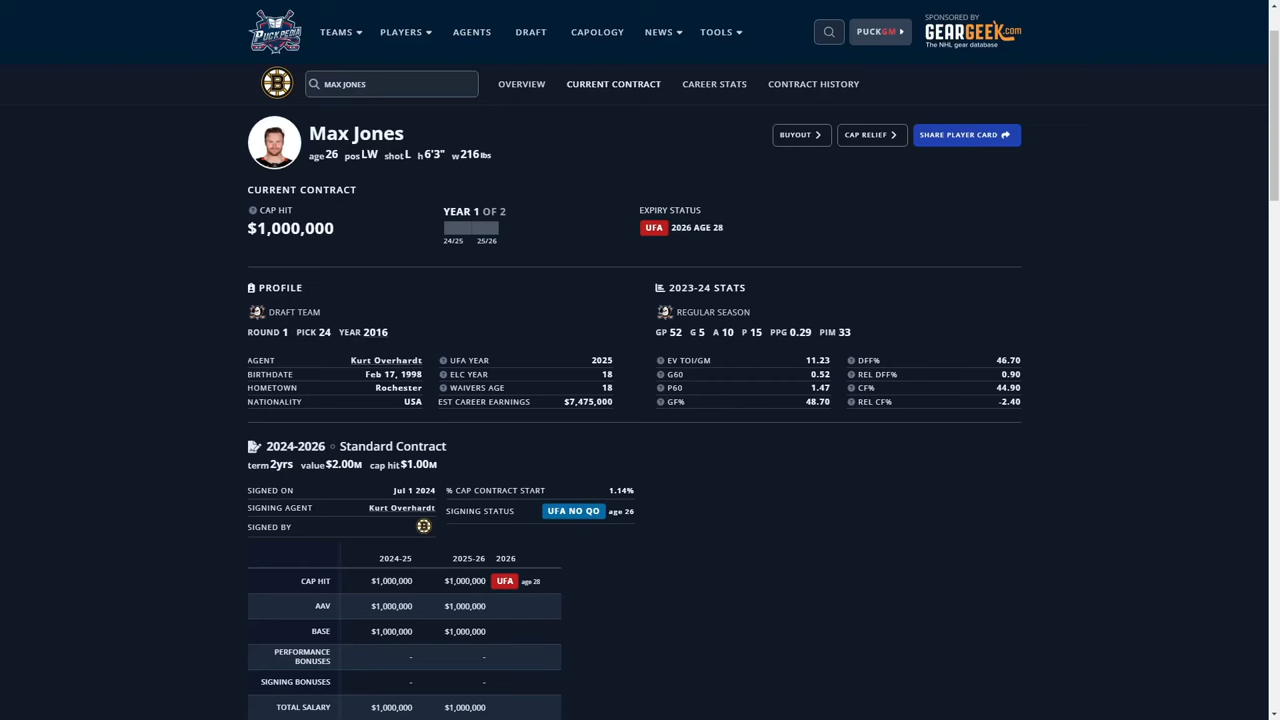 PUCKPEDIA
TEAMS PLAYERS AGENTS DRAFT CAPOLOGY NEWS TOOLS
PUCKGM
SPONSORED BY
GEARGEEK.com
The NHL gear database
B
MAX JONES
OVERVIEW CURRENT CONTRACT CAREER STATS CONTRACT HISTORY
Max Jones
age 26 pos LW shot L h 6'3" w 216 lbs
BUYOUT CAP RELIEF SHARE PLAYER CARD
CURRENT CONTRACT
CAP HIT
$1,000,000
YEAR 1 OF 2
24/25 25/26
EXPIRY STATUS
UFA 2026 AGE 28
PROFILE
DRAFT TEAM
ROUND 1 PICK 24 YEAR 2016
AGENT Kurt Overhardt
BIRTHDATE Feb 17, 1998
HOMETOWN Rochester
NATIONALITY USA
UFA YEAR 2025
ELC YEAR 18
WAIVERS AGE 18
EST CAREER EARNINGS $7,475,000
2023-24 STATS
REGULAR SEASON
GP 52 G 5 A 10 P 15 PPG 0.29 PIM 33
EV TOI/GM 11.23
G60 0.52
P60 1.47
GF% 48.70
DFF% 46.70
REL DFF% 0.90
CF% 44.90
REL CF% -2.40
2024-2026 ◦ Standard Contract
term 2yrs value $2.00M cap hit $1.00M
SIGNED ON Jul 1 2024
SIGNING AGENT Kurt Overhardt
SIGNED BY B
% CAP CONTRACT START 1.14%
SIGNING STATUS UFA NO QO age 26
2024-25 2025-26 2026
CAP HIT $1,000,000 $1,000,000 UFA age 28
AAV $1,000,000 $1,000,000
BASE $1,000,000 $1,000,000
PERFORMANCE
BONUSES - -
SIGNING BONUSES - -
TOTAL SALARY $1,000,000 $1,000,000